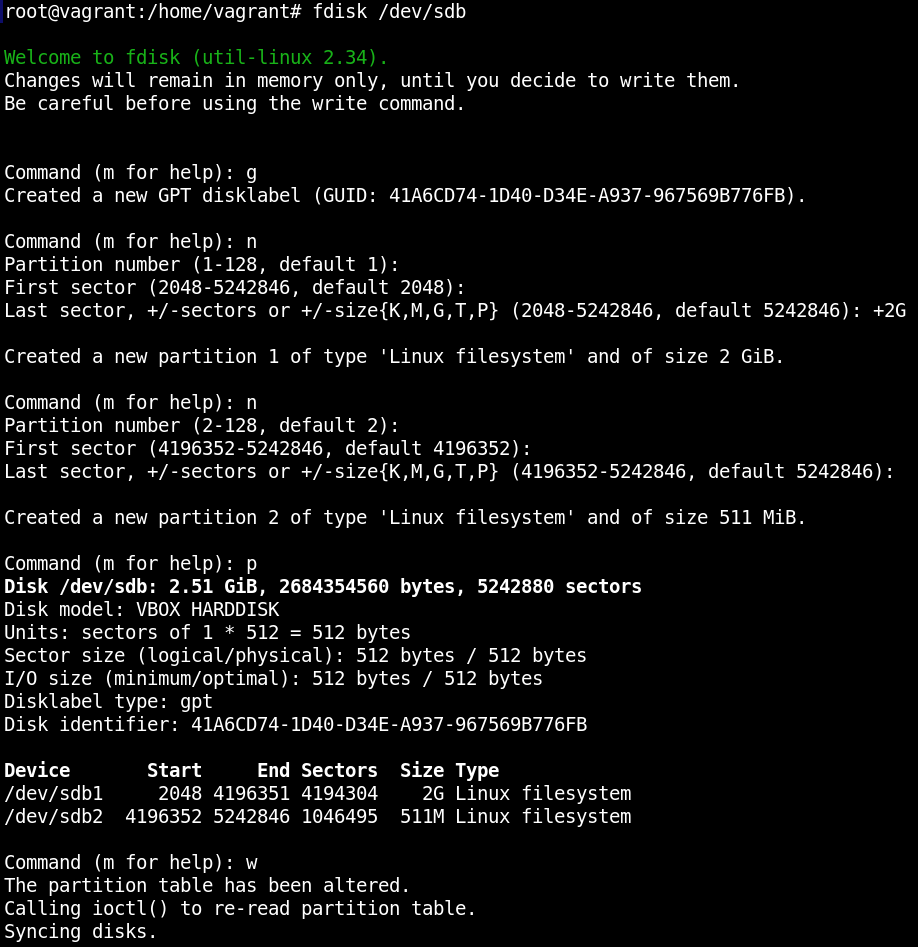 root@vagrant:/home/vagrant# fdisk /dev/sdb
Welcome to fdisk (util-linux 2.34).
Changes will remain in memory only, until you decide to write them.
Be careful before using the write command.
Command (m for help): g
Created a new GPT disklabel (GUID: 41A6CD74-1D40-D34E-A937-967569B776FB).
Command (m for help): n
Partition number (1-128, default 1):
First sector (2048-5242846, default 2048):
Last sector, +/-sectors or +/-size{K,M,G,T,P} (2048-5242846, default 5242846): +2G
Created a new partition 1 of type 'Linux filesystem' and of size 2 GiB.
Command (m for help): n
Partition number (2-128, default 2):
First sector (4196352-5242846, default 4196352):
Last sector, +/-sectors or +/-size{K,M,G,T,P} (4196352-5242846, default 5242846):
Created a new partition 2 of type 'Linux filesystem' and of size 511 MiB.
Command (m for help): p
Disk /dev/sdb: 2.51 GiB, 2684354560 bytes, 5242880 sectors
Disk model: VBOX HARDDISK
Units: sectors of 1 * 512 = 512 bytes
Sector size (logical/physical): 512 bytes / 512 bytes
I/O size (minimum/optimal): 512 bytes / 512 bytes
Disklabel type: gpt
Disk identifier: 41A6CD74-1D40-D34E-A937-967569B776FB
Device       Start     End Sectors  Size Type
/dev/sdb1     2048 4196351 4194304    2G Linux filesystem
/dev/sdb2  4196352 5242846 1046495  511M Linux filesystem
Command (m for help): w
The partition table has been altered.
Calling ioctl() to re-read partition table.
Syncing disks.